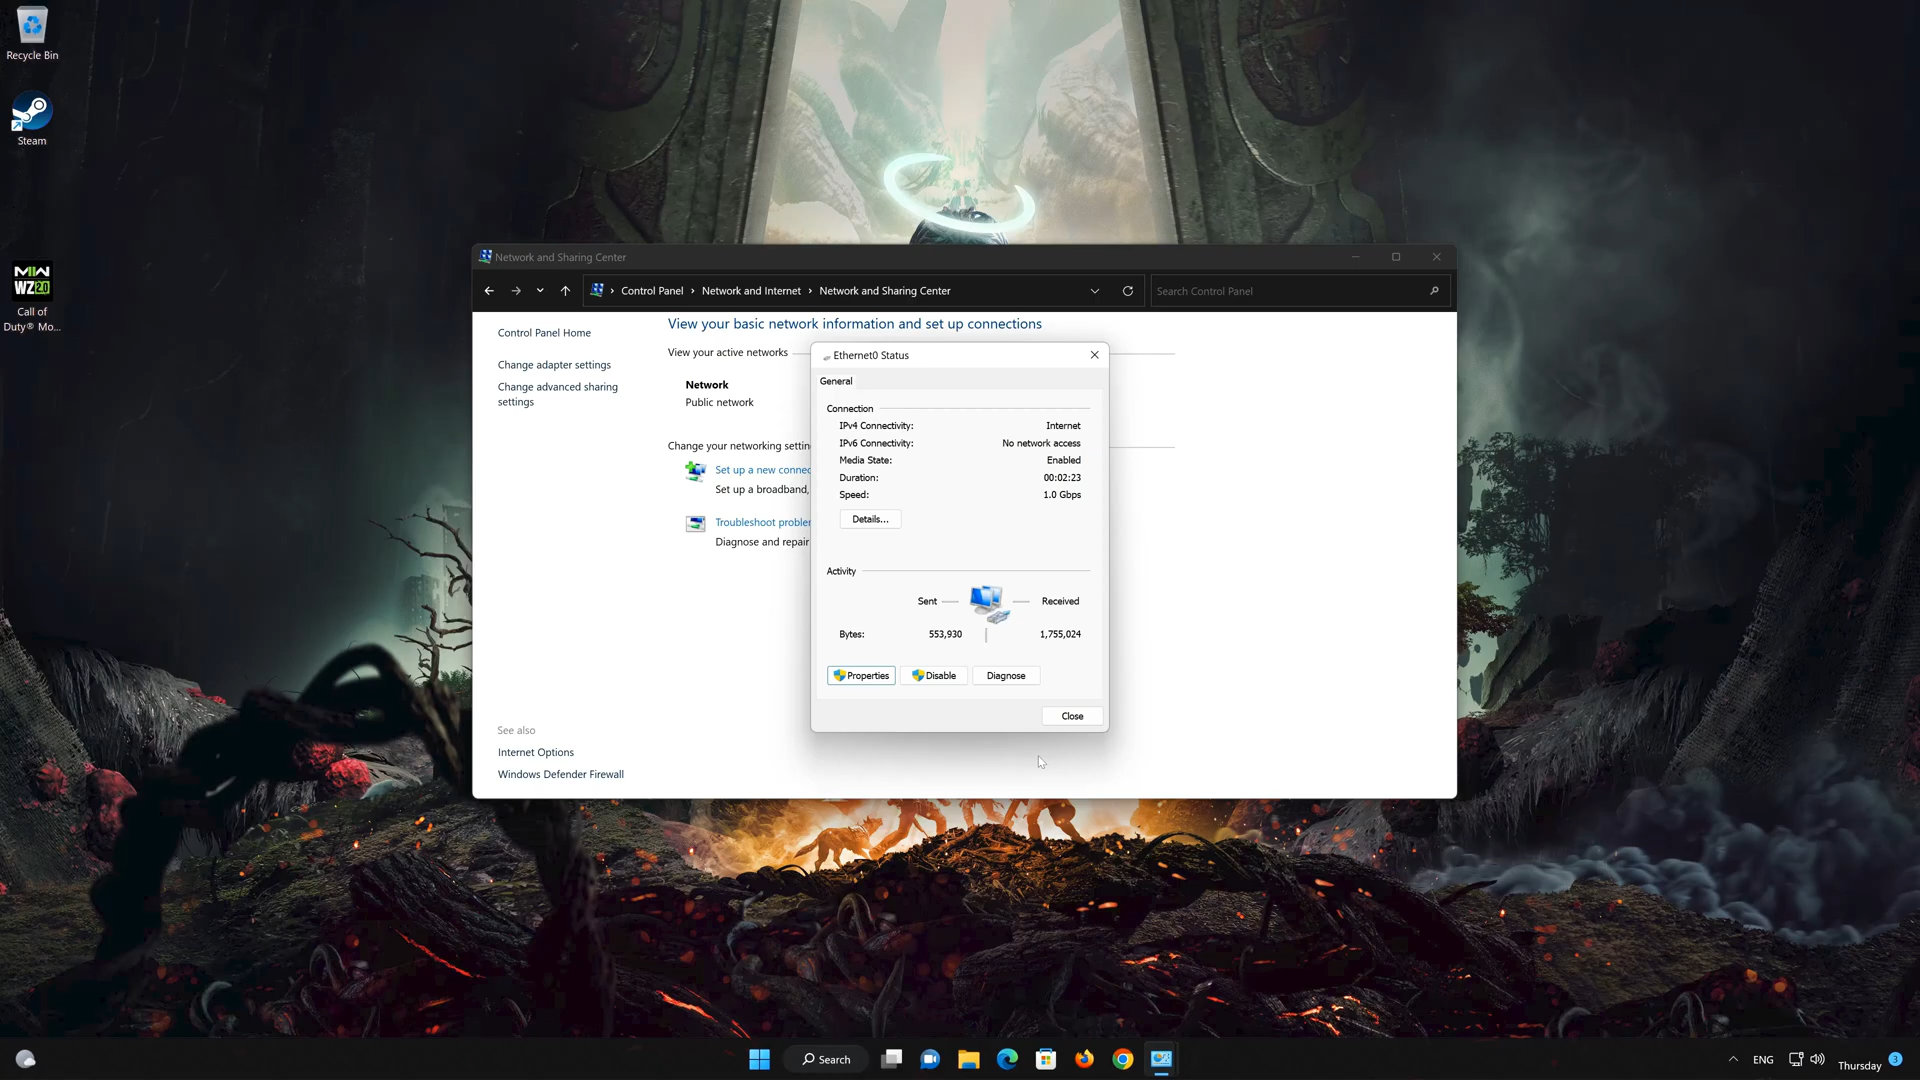 Recycle Bin
Steam
MW
WZ 2.0
Call of
Duty® Mo...
Network and Sharing Center
Control Panel › Network and Internet › Network and Sharing Center
Search Control Panel
Control Panel Home
Change adapter settings
Change advanced sharing
settings
See also
Internet Options
Windows Defender Firewall
View your basic network information and set up connections
View your active networks
Network
Public network
Change your networking settin
Set up a new connec
Set up a broadband,
Troubleshoot probler
Diagnose and repair
Ethernet0 Status
General
Connection
IPv4 Connectivity: Internet
IPv6 Connectivity: No network access
Media State: Enabled
Duration: 00:02:23
Speed: 1.0 Gbps
Details...
Activity
Sent Received
Bytes: 553,930 1,755,024
Properties Disable Diagnose
Close
Search
ENG
Thursday 3